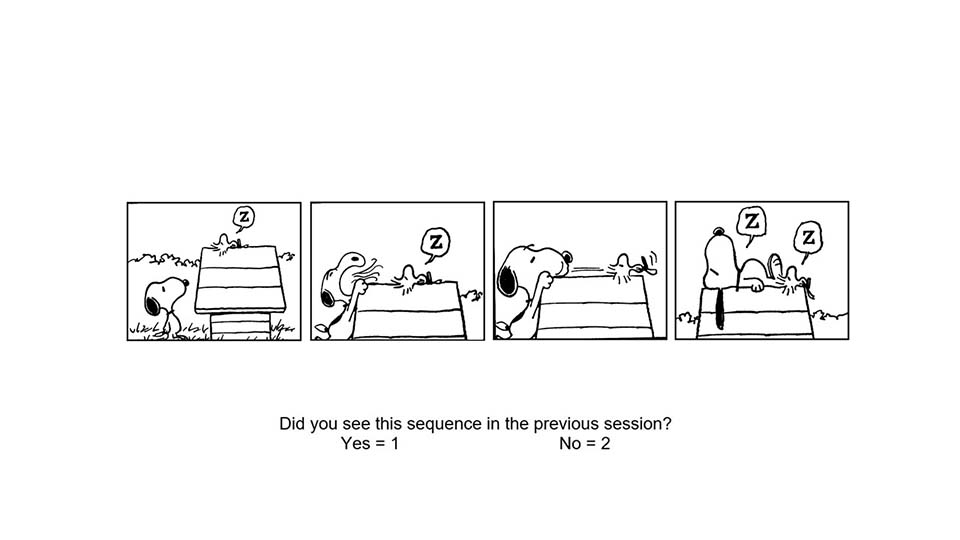 Z
Z
Z
Z
Did you see this sequence in the previous session?
Yes = 1 No = 2